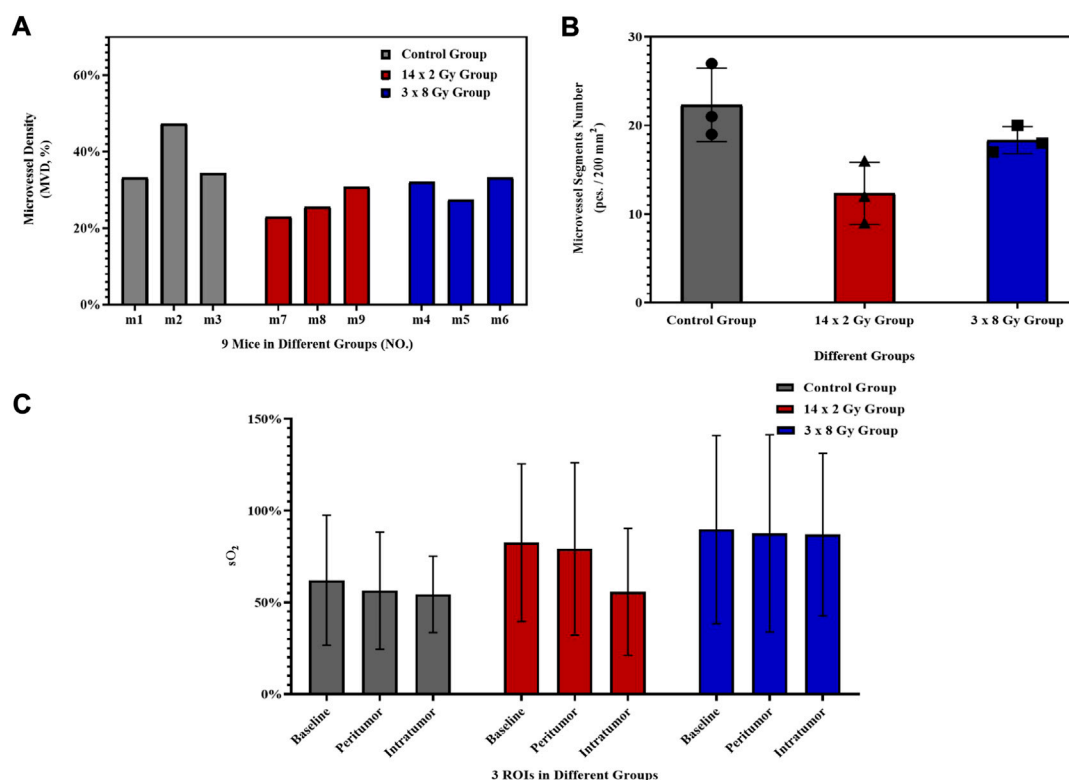 A
Microvessel Density
(MVD, %)
60%
40%
20%
0%
Control Group
14 x 2 Gy Group
3 x 8 Gy Group
m1 m2 m3 m7 m8 m9 m4 m5 m6
9 Mice in Different Groups (NO.)
B
Microvessel Segments Number
(pcs. / 200 mm²)
30
20
10
0
Control Group 14 x 2 Gy Group 3 x 8 Gy Group
Different Groups
C
Control Group
14 x 2 Gy Group
3 x 8 Gy Group
sO₂
150%
100%
50%
0%
Baseline Peritumor Intratumor Baseline Peritumor Intratumor Baseline Peritumor Intratumor
3 ROIs in Different Groups